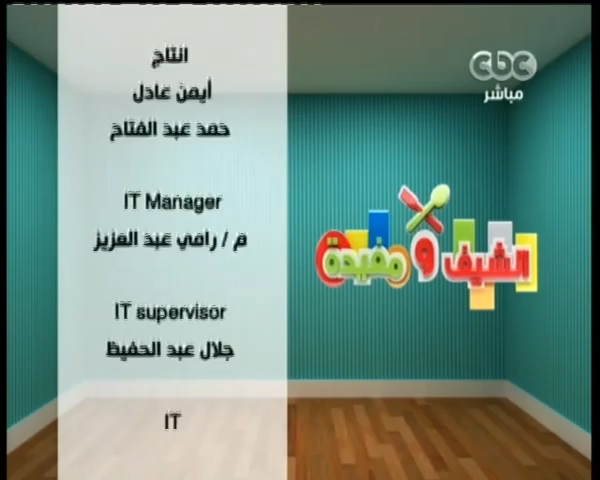 cbc
مباشر
انتاج
أيمن عادل
حمد عبد الفتاح
IT Manager
م / رامي عبد العزيز
IT supervisor
جلال عبد الحفيظ
IT
الشيف و مفيدة